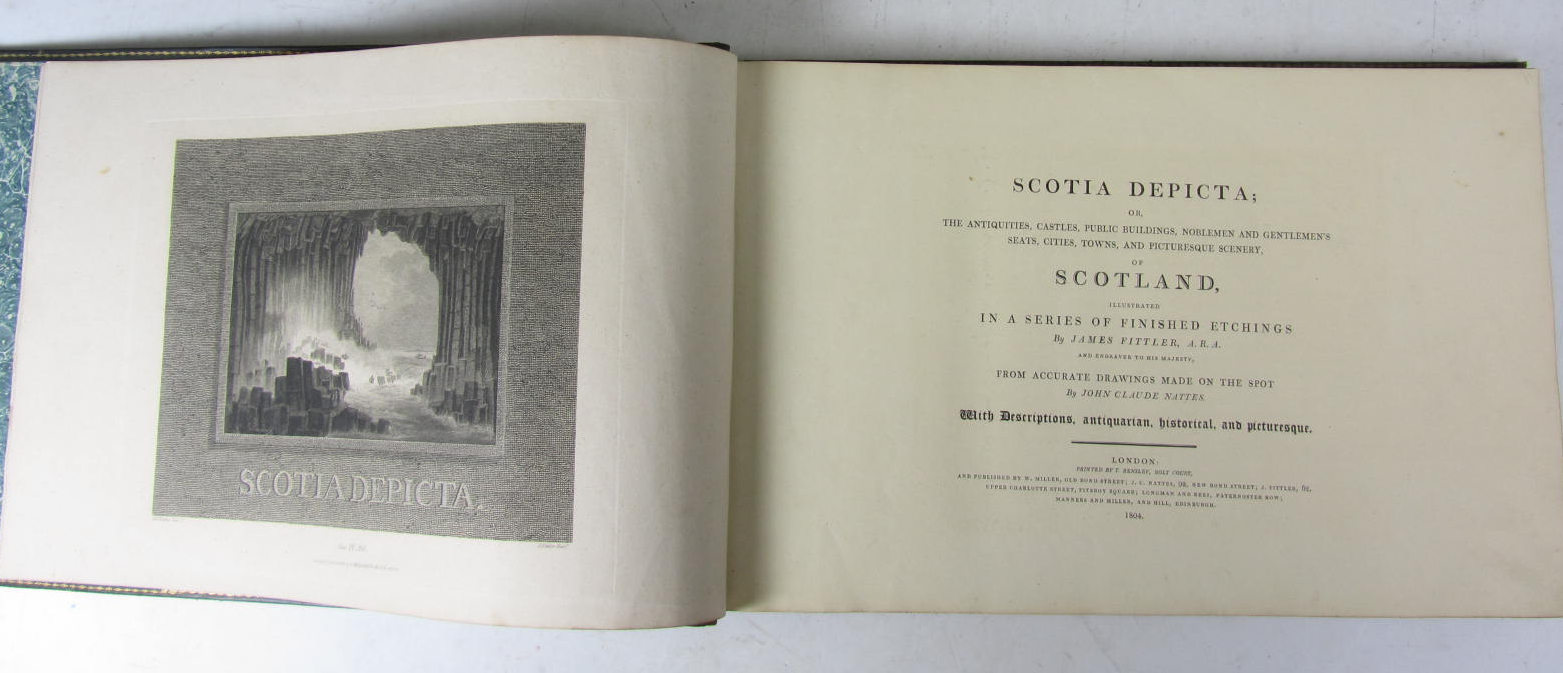 SCOTIA DEPICTA.
SCOTIA DEPICTA;
OR,
THE ANTIQUITIES, CASTLES, PUBLIC BUILDINGS, NOBLEMEN AND GENTLEMEN'S
SEATS, CITIES, TOWNS, AND PICTURESQUE SCENERY,
OF
SCOTLAND,
ILLUSTRATED
IN A SERIES OF FINISHED ETCHINGS
By JAMES FITTLER, A.R.A.
AND ENGRAVER TO HIS MAJESTY,
FROM ACCURATE DRAWINGS MADE ON THE SPOT
By JOHN CLAUDE NATTES.
With Descriptions, antiquarian, historical, and picturesque.
LONDON:
PRINTED BY T. BENSLEY, BOLT COURT,
AND PUBLISHED BY W. MILLER, OLD BOND STREET; J. C. NATTES, NEW BOND STREET; J. FITTLER,
UPPER CHARLOTTE STREET, FITZROY SQUARE; LONGMAN AND REES, PATERNOSTER ROW;
MANNERS AND MILLER, AND HILL, EDINBURGH.
1804.